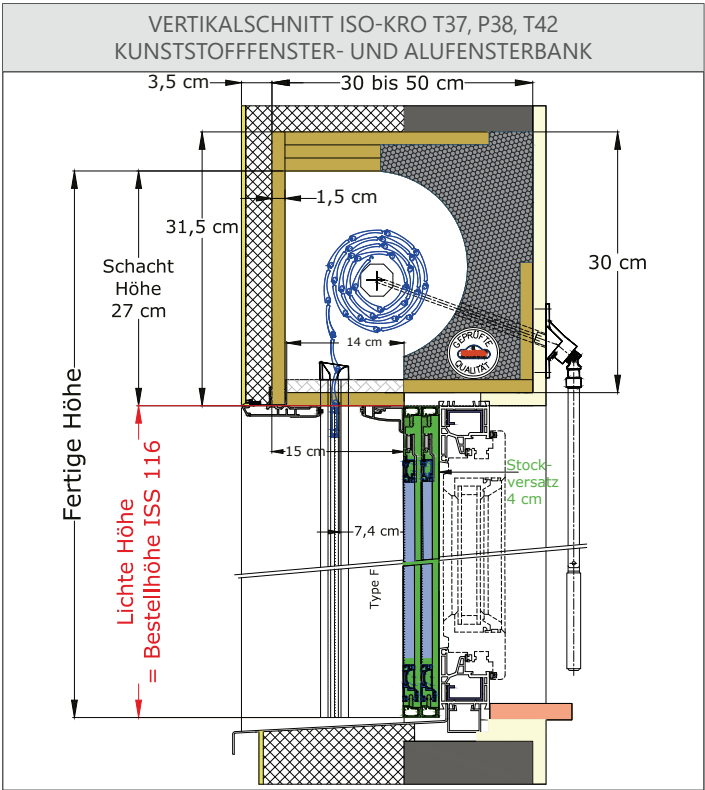 VERTIKALSCHNITT ISO-KRO T37, P38, T42
KUNSTSTOFFFENSTER- UND ALUFENSTERBANK
3,5 cm
30 bis 50 cm
1,5 cm
31,5 cm
Schacht
Höhe
27 cm
30 cm
14 cm
GEPRÜFTE
QUALITÄT
Fertige Höhe
15 cm
Lichte Höhe
= Bestellhöhe ISS 116
Stock-
versatz
4 cm
7,4 cm
Type F